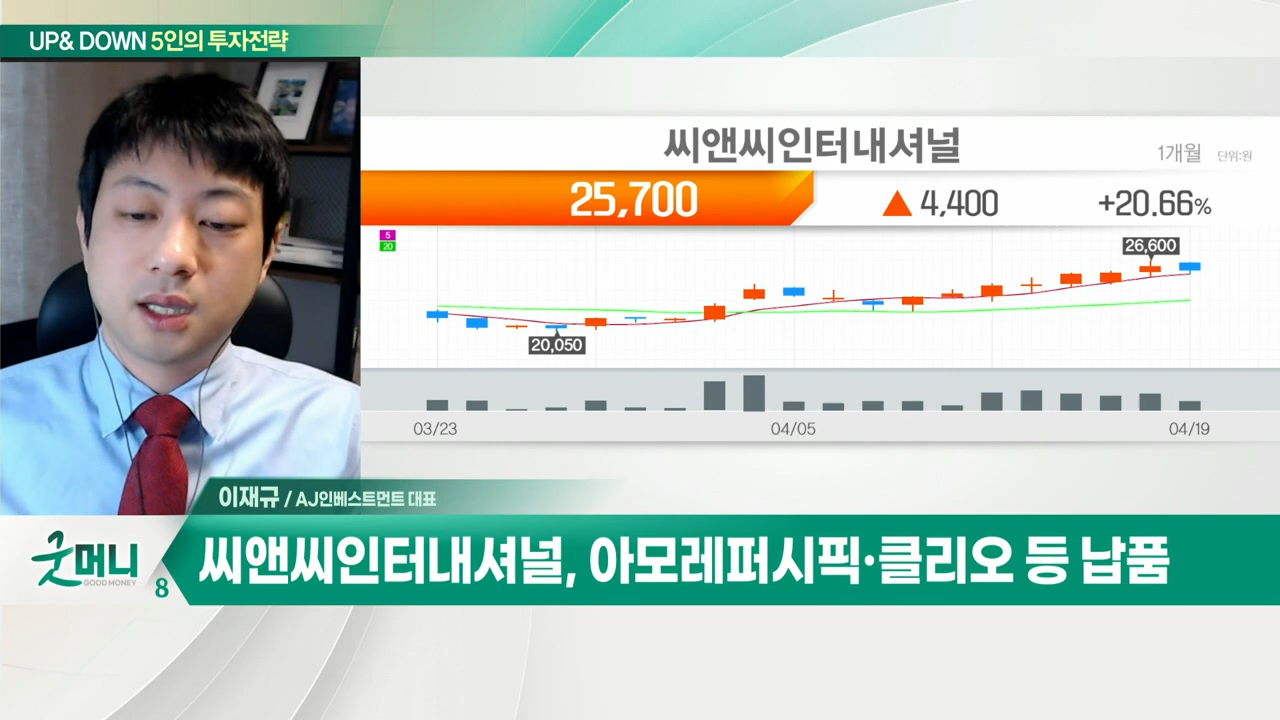 UP& DOWN 5인의 투자전략
씨앤씨인터내셔널
1개월 단위:원
25,700 ▲ 4,400 +20.66%
5
20
26,600
20,050
03/23 04/05 04/19
이재규 / AJ인베스트먼트 대표
굿머니
GOOD MONEY
8
씨앤씨인터내셔널, 아모레퍼시픽·클리오 등 납품